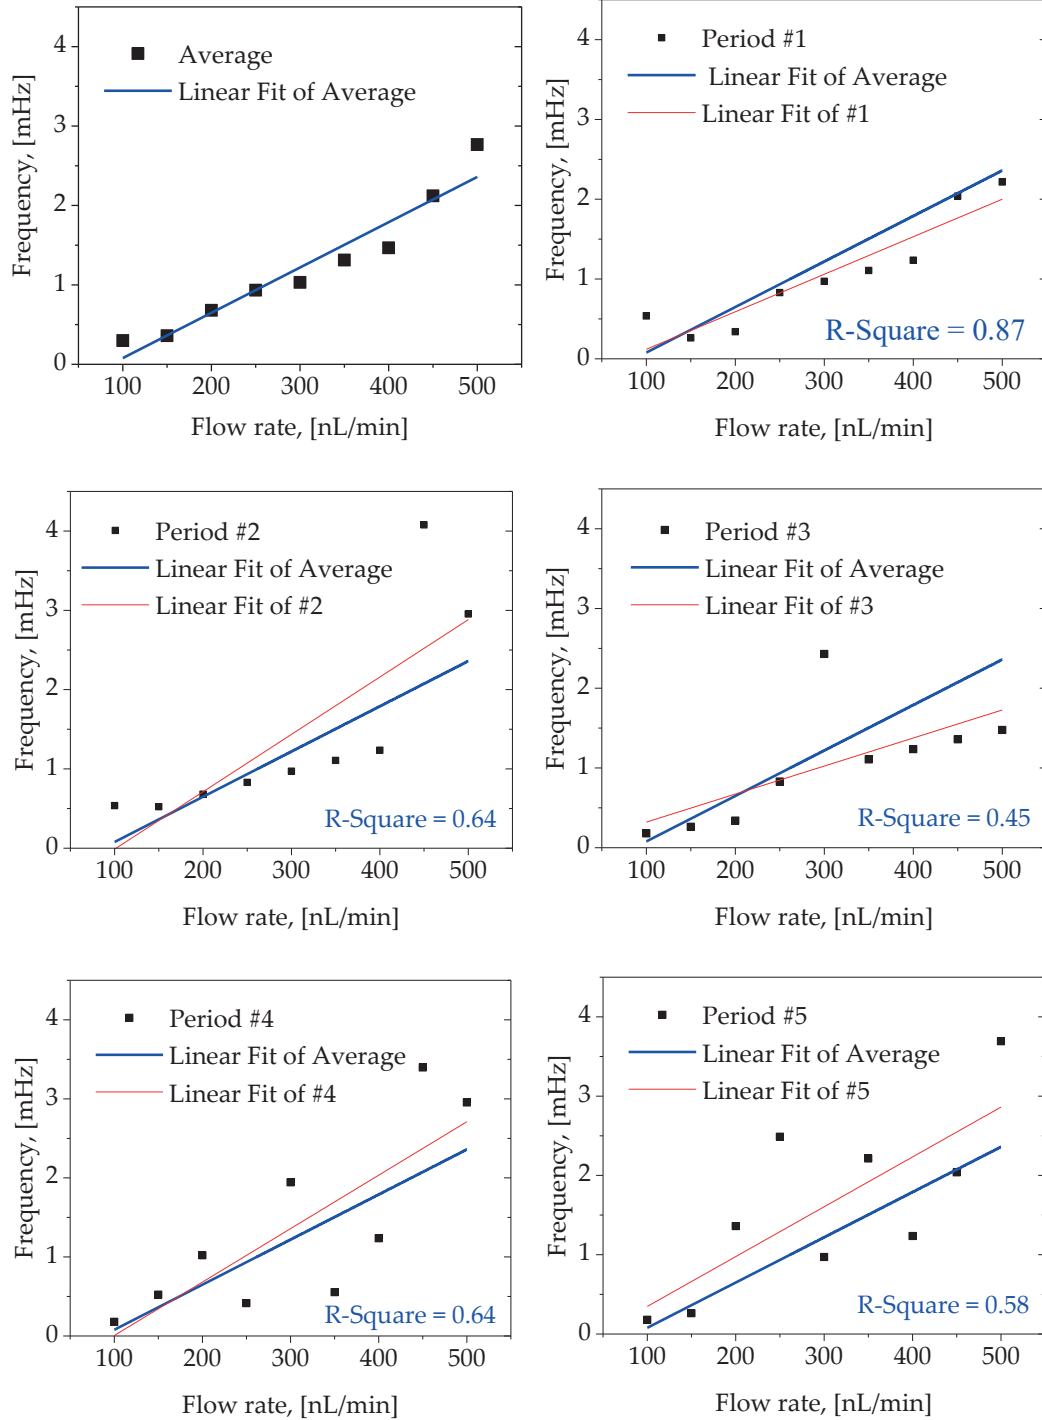 4
3
2
1
0
Frequency, [mHz]
Average
Linear Fit of Average
100 200 300 400 500
Flow rate, [nL/min]
4
3
2
1
0
Frequency, [mHz]
Period #1
Linear Fit of Average
Linear Fit of #1
R-Square = 0.87
100 200 300 400 500
Flow rate, [nL/min]
4
3
2
1
0
Frequency, [mHz]
Period #2
Linear Fit of Average
Linear Fit of #2
R-Square = 0.64
100 200 300 400 500
Flow rate, [nL/min]
4
3
2
1
0
Frequency, [mHz]
Period #3
Linear Fit of Average
Linear Fit of #3
R-Square = 0.45
100 200 300 400 500
Flow rate, [nL/min]
4
3
2
1
0
Frequency, [mHz]
Period #4
Linear Fit of Average
Linear Fit of #4
R-Square = 0.64
100 200 300 400 500
Flow rate, [nL/min]
4
3
2
1
0
Frequency, [mHz]
Period #5
Linear Fit of Average
Linear Fit of #5
R-Square = 0.58
100 200 300 400 500
Flow rate, [nL/min]